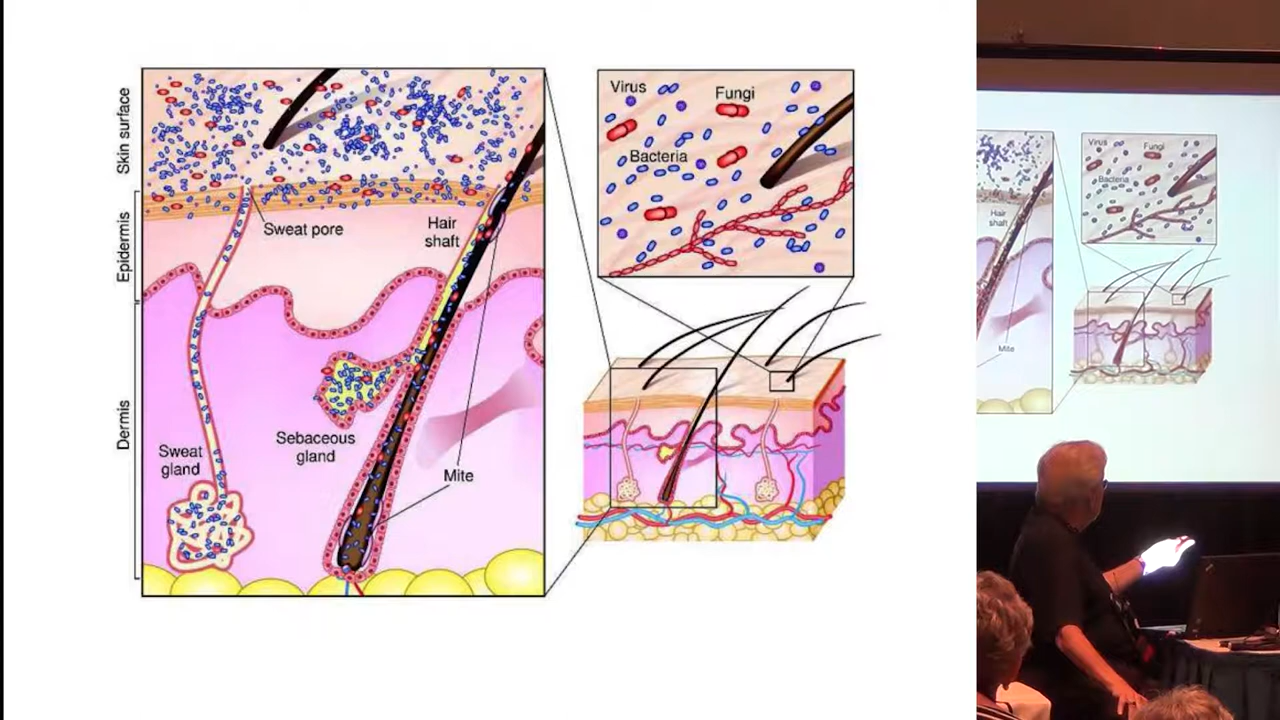 Skin surface
Epidermis
Dermis
Sweat pore
Hair
shaft
Sebaceous
gland
Sweat
gland
Mite
Virus
Fungi
Bacteria
Virus
Fungi
Bacteria
Hair
shaft
Mite